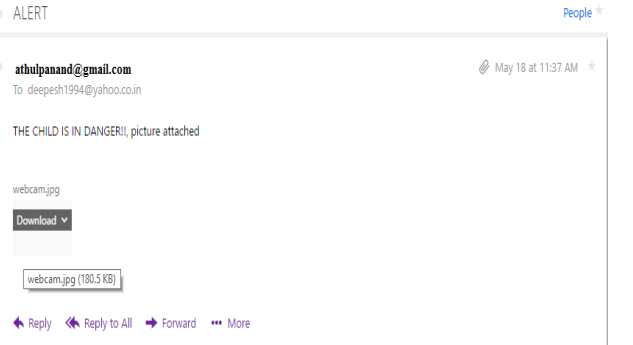 ALERT
People
athulpanand@gmail.com
May 18 at 11:37 AM
To deepesh1994@yahoo.co.in
THE CHILD IS IN DANGER!!, picture attached
webcam.jpg
Download
webcam.jpg (180.5 KB)
Reply Reply to All Forward ••• More